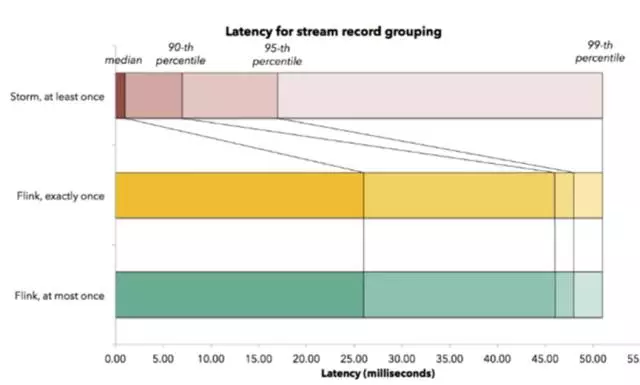 Latency for stream record grouping
median
90-th
percentile
95-th
percentile
99-th
percentile
Storm, at least once
Flink, exactly once
Flink, at most once
0.00 5.00 10.00 15.00 20.00 25.00 30.00 35.00 40.00 45.00 50.00 55
Latency (milliseconds)